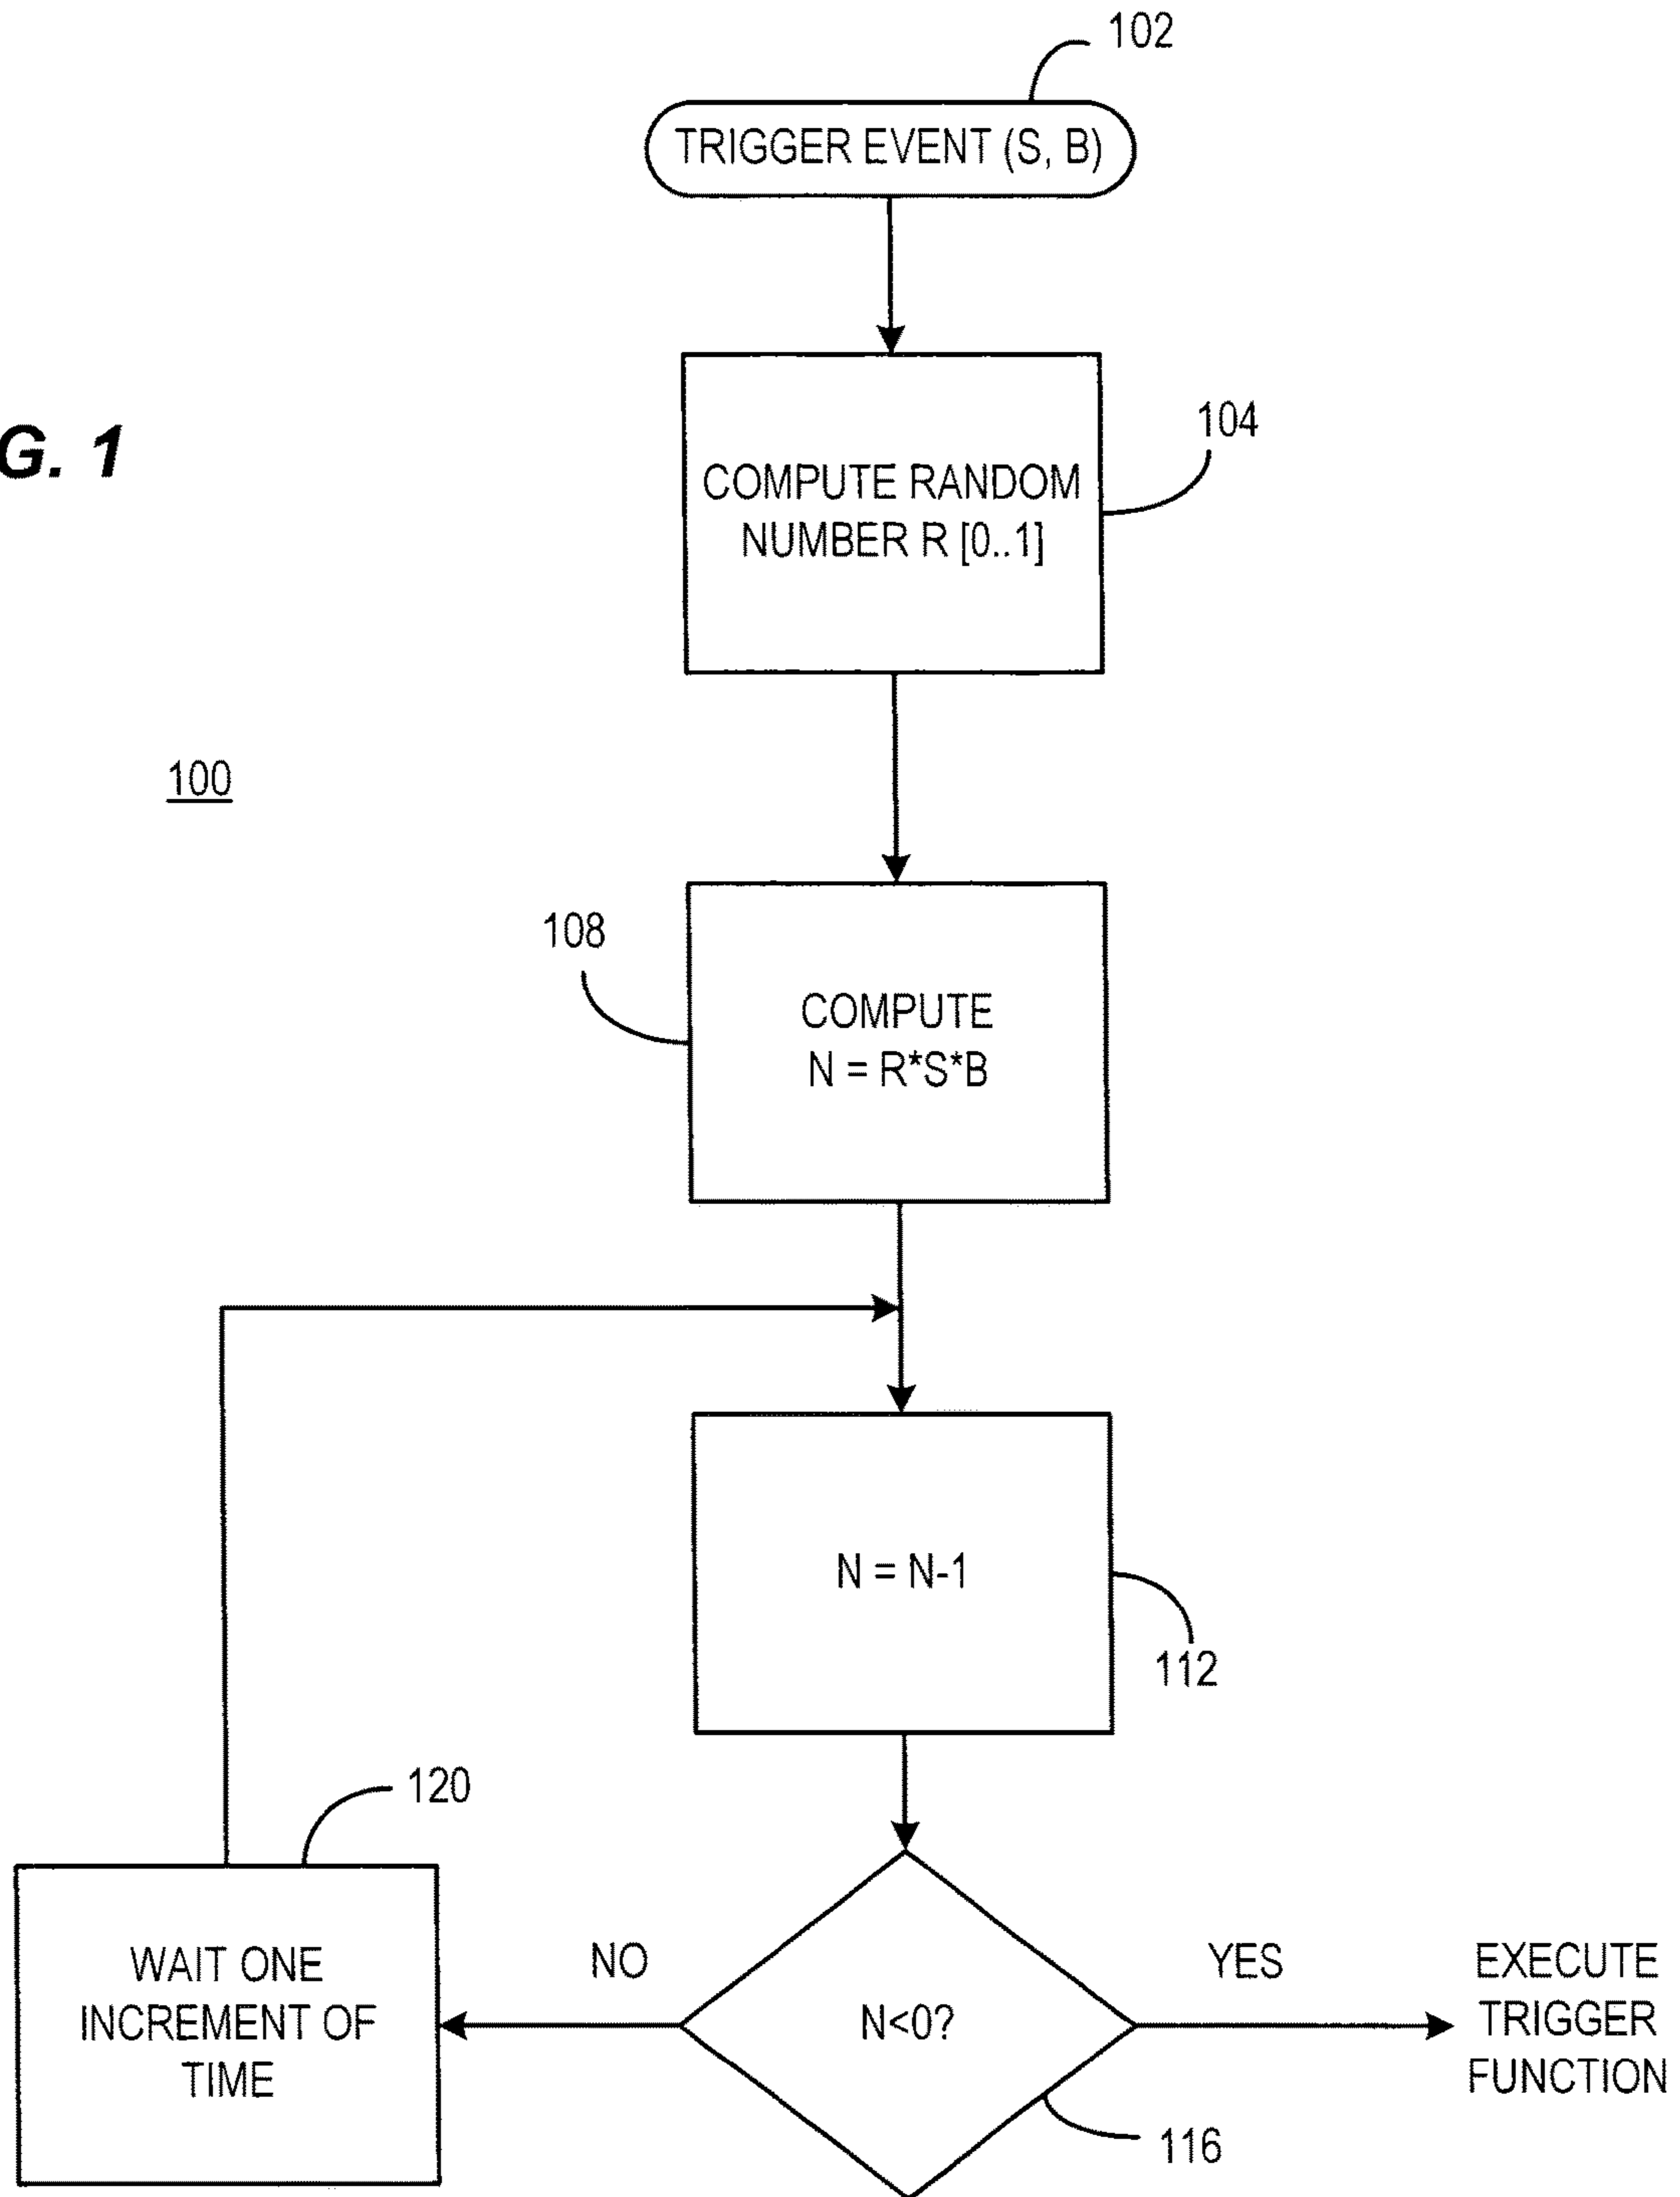 102
TRIGGER EVENT (S, B)
G. 1
104
COMPUTE RANDOM
NUMBER R [0..1]
100
108
COMPUTE
N = R*S*B
N = N-1
112
120
WAIT ONE
INCREMENT OF
TIME
NO
N<0?
YES
EXECUTE
TRIGGER
FUNCTION
116